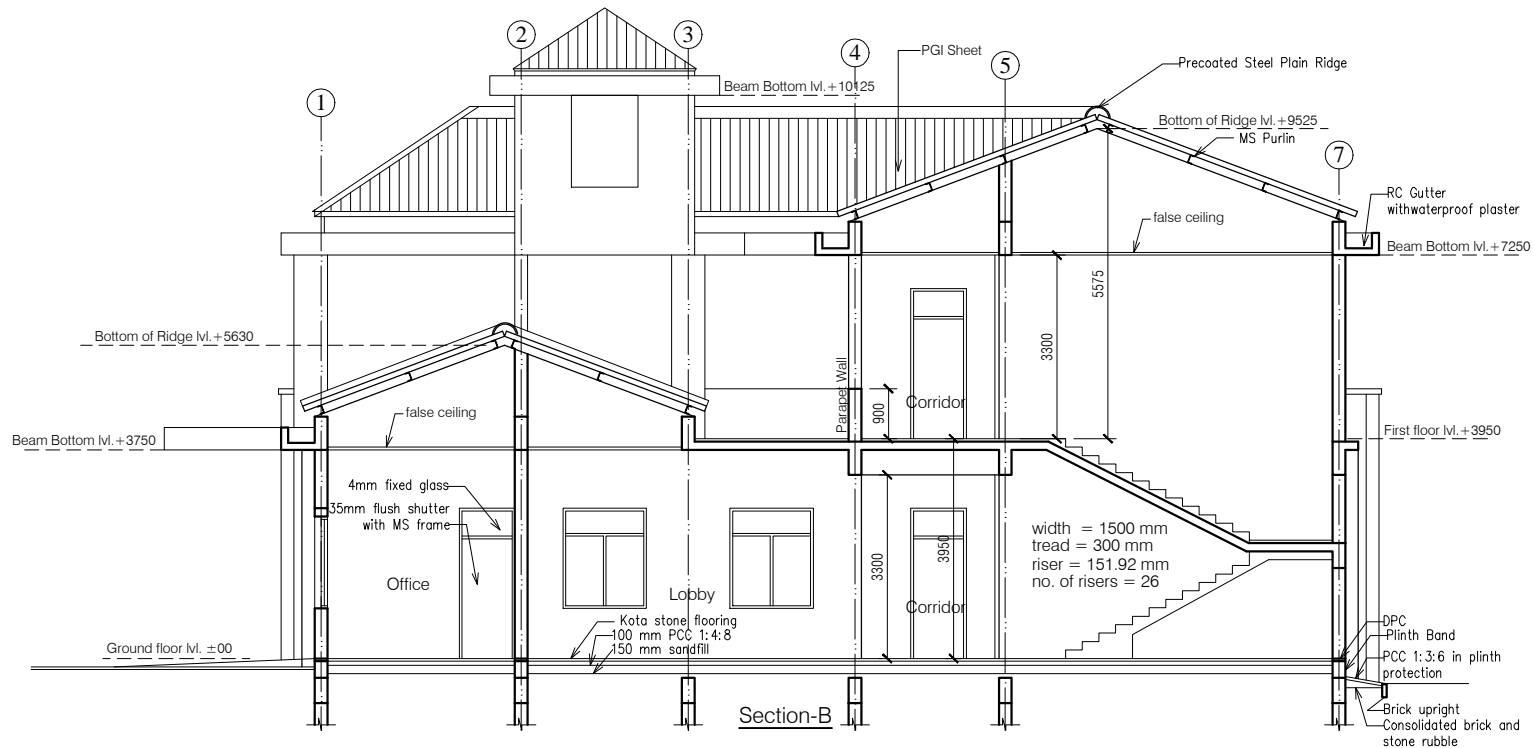 2
3
4
PGI Sheet
5
Precoated Steel Plain Ridge
1
Beam Bottom lvl.+10125
Bottom of Ridge lvl.+9525
MS Purlin
7
RC Gutter
withwaterproof plaster
false ceiling
Beam Bottom lvl.+7250
5575
Bottom of Ridge lvl.+5630
3300
Parapet Wall
900
Corridor
false ceiling
Beam Bottom lvl.+3750
First floor lvl.+3950
4mm fixed glass
35mm flush shutter
with MS frame
3950
3300
width = 1500 mm
tread = 300 mm
riser = 151.92 mm
no. of risers = 26
Office
Lobby
Corridor
Kota stone flooring
100 mm PCC 1:4:8
150 mm sandfill
Ground floor lvl. ±00
DPC
Plinth Band
PCC 1:3:6 in plinth
protection
Brick upright
Consolidated brick and
stone rubble
Section-B